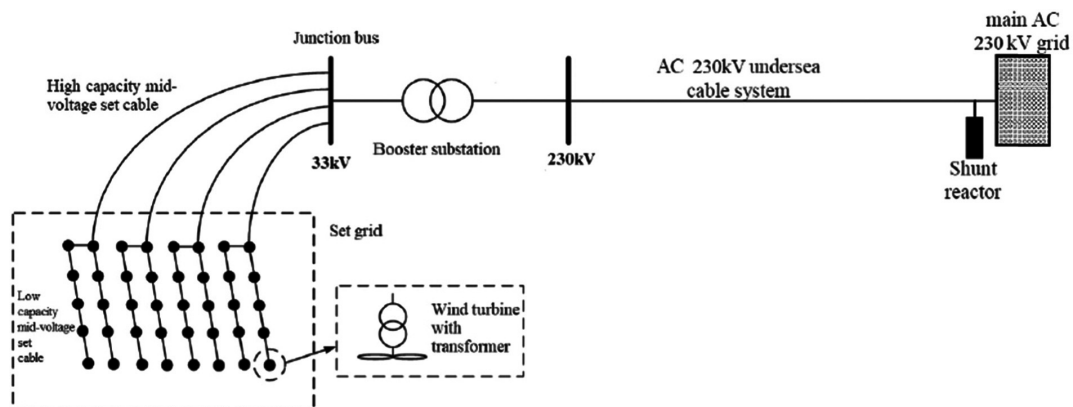 main AC
230 kV grid
Junction bus
High capacity mid-
voltage set cable
AC 230kV undersea
cable system
Booster substation
33kV
230kV
Shunt
reactor
Set grid
Low
capacity
mid-voltage
set
cable
Wind turbine
with
transformer